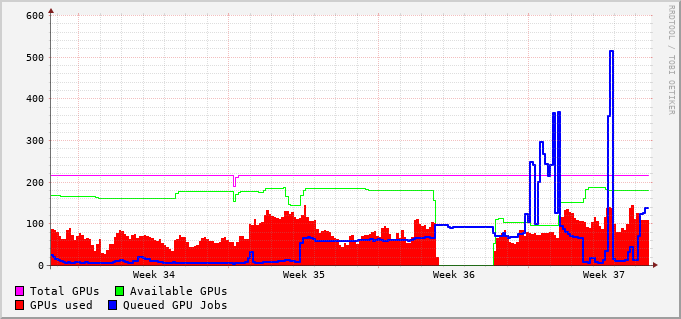 600
500
400
300
200
100
0
Week 34 Week 35 Week 36 Week 37
Total GPUs Available GPUs
GPUs used Queued GPU Jobs
RRDTOOL / TOBI OETIKER